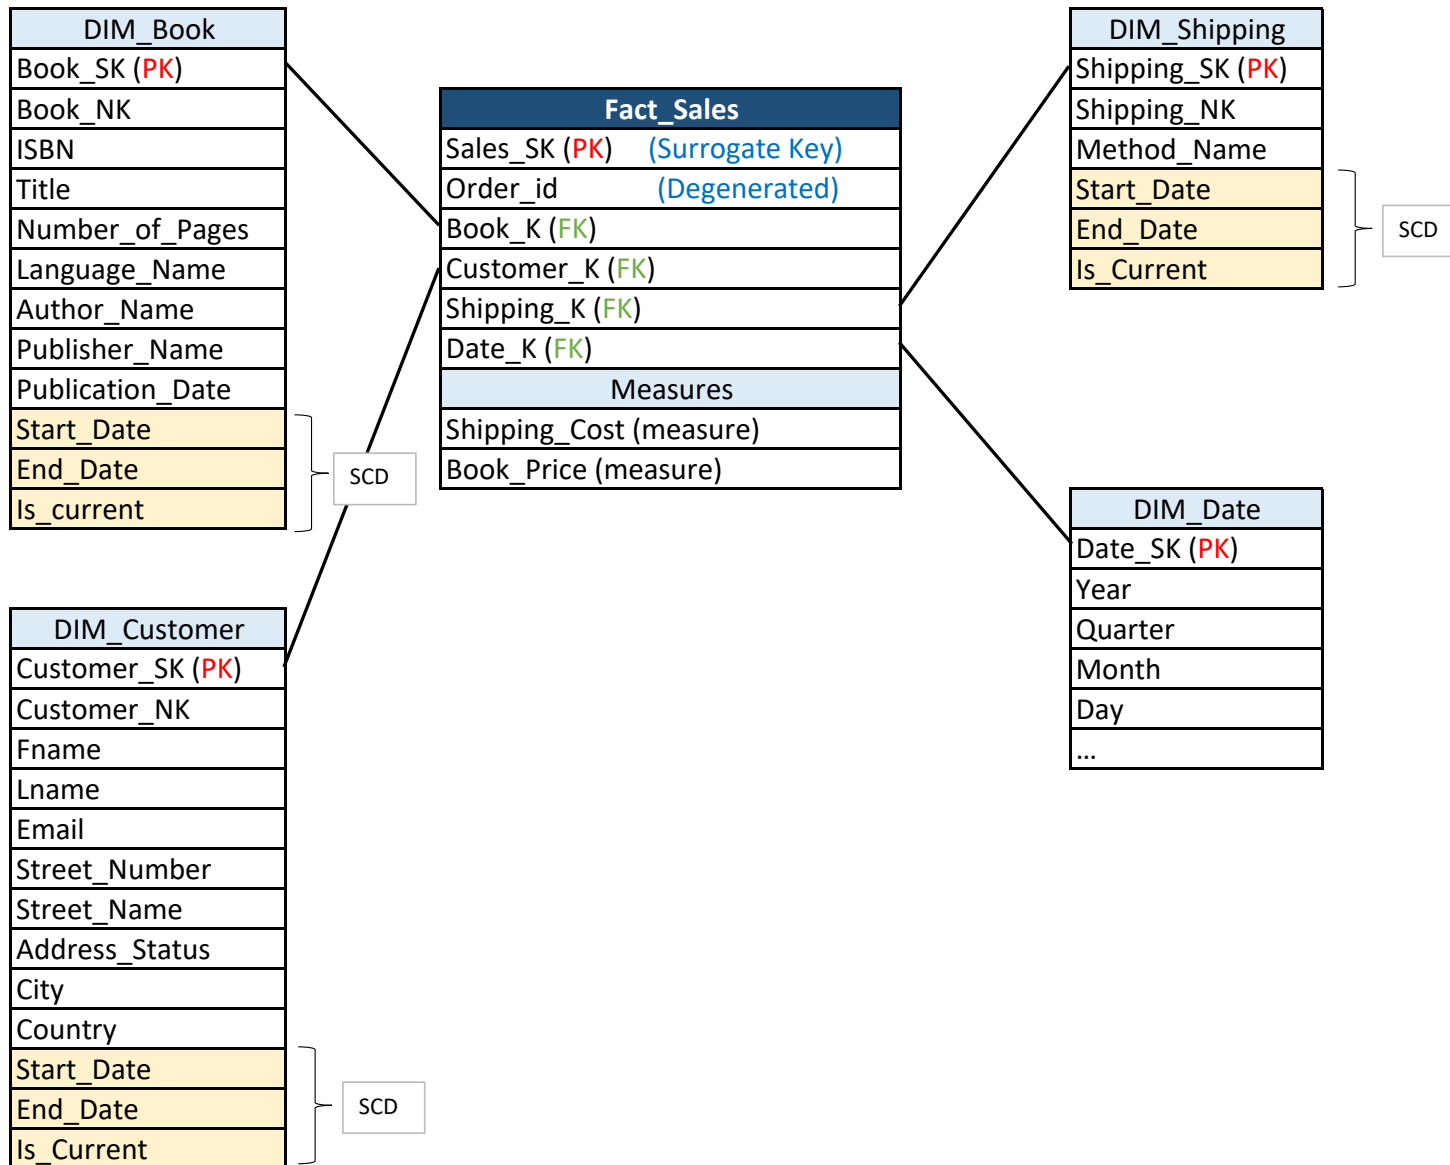 DIM_Book
Book_SK (PK)
Book_NK
ISBN
Title
Number_of_Pages
Language_Name
Author_Name
Publisher_Name
Publication_Date
Start_Date
End_Date
Is_current
SCD
DIM_Customer
Customer_SK (PK)
Customer_NK
Fname
Lname
Email
Street_Number
Street_Name
Address_Status
City
Country
Start_Date
End_Date
Is_Current
SCD
Fact_Sales
Sales_SK (PK) (Surrogate Key)
Order_id (Degenerated)
Book_K (FK)
Customer_K (FK)
Shipping_K (FK)
Date_K (FK)
Measures
Shipping_Cost (measure)
Book_Price (measure)
DIM_Shipping
Shipping_SK (PK)
Shipping_NK
Method_Name
Start_Date
End_Date
Is_Current
SCD
DIM_Date
Date_SK (PK)
Year
Quarter
Month
Day
...